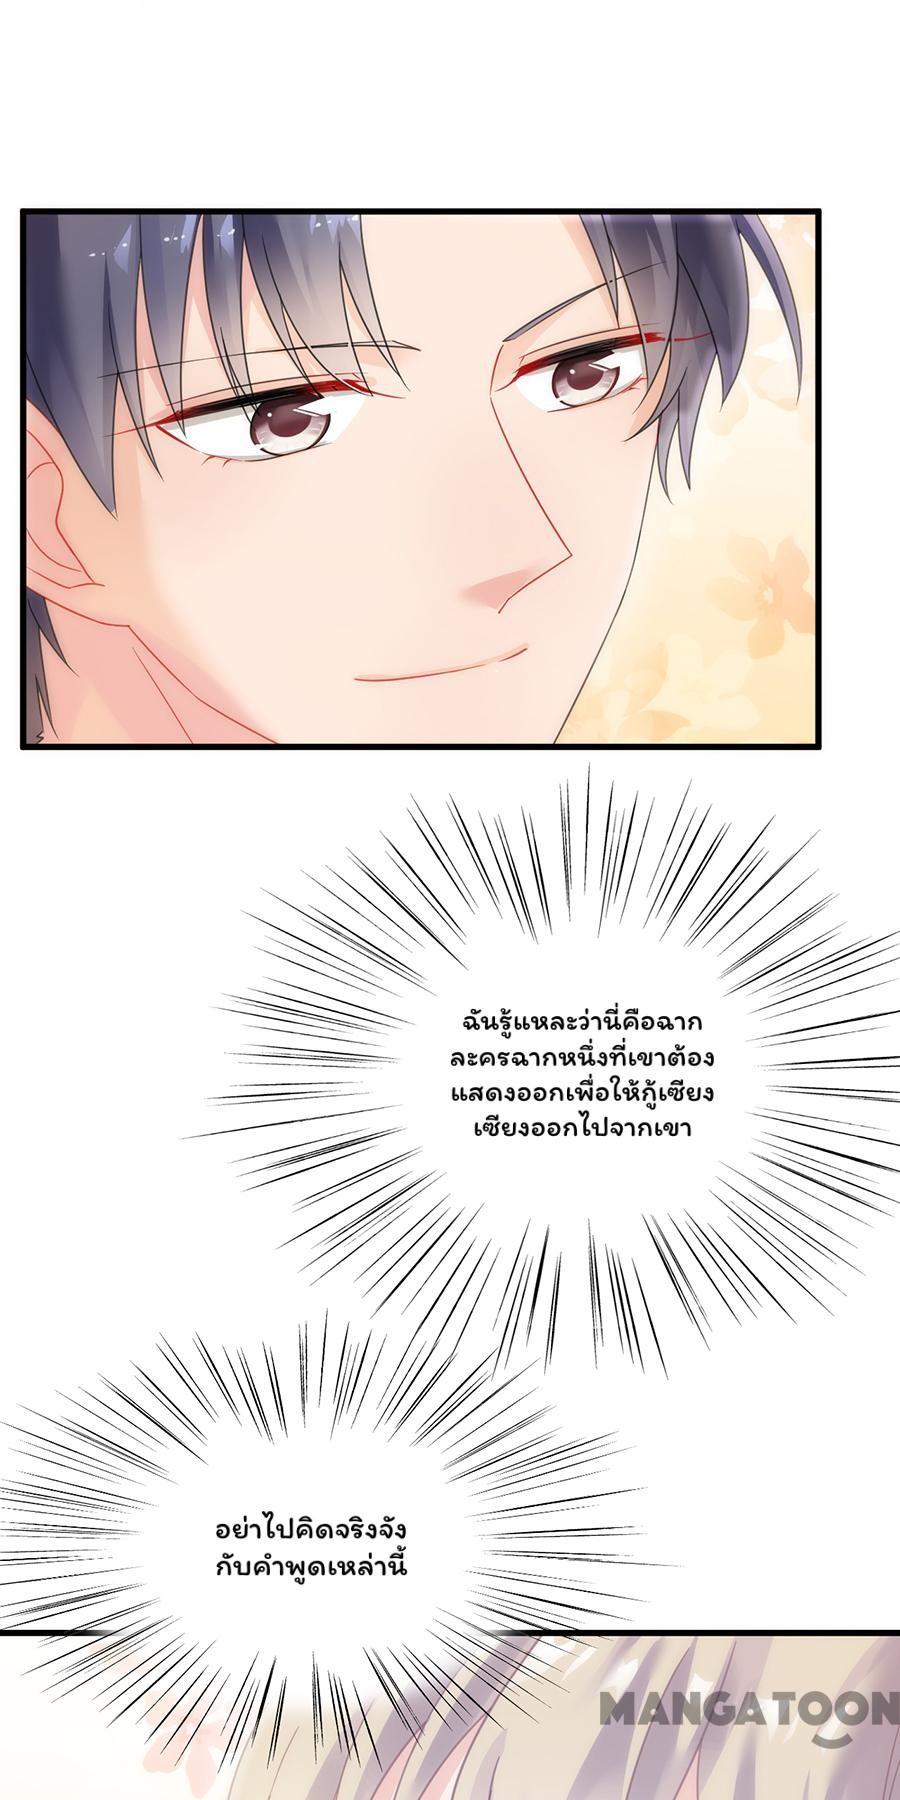 ฉันรู้แหละว่านี่คือฉาก
ละครฉากหนึ่งที่เขาต้อง
แสดงออกเพื่อให้กู้เซียง
เซียงออกไปจากเขา
อย่าไปคิดจริงจัง
กับคำพูดเหล่านี้
MANGATOON